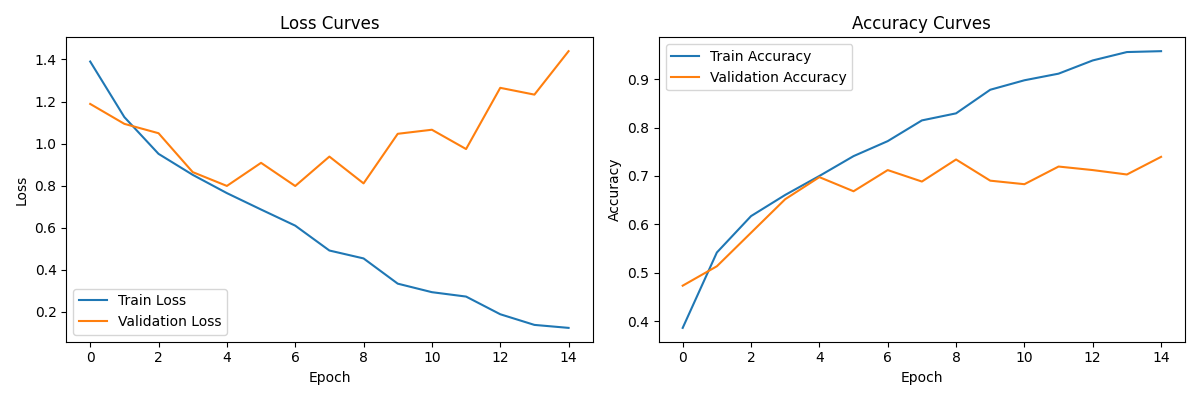 Loss Curves
1.4
1.2
1.0
0.8
0.6
0.4
0.2
Loss
Train Loss
Validation Loss
0 2 4 6 8 10 12 14
Epoch
Accuracy Curves
Train Accuracy
Validation Accuracy
0.9
0.8
0.7
0.6
0.5
0.4
Accuracy
0 2 4 6 8 10 12 14
Epoch